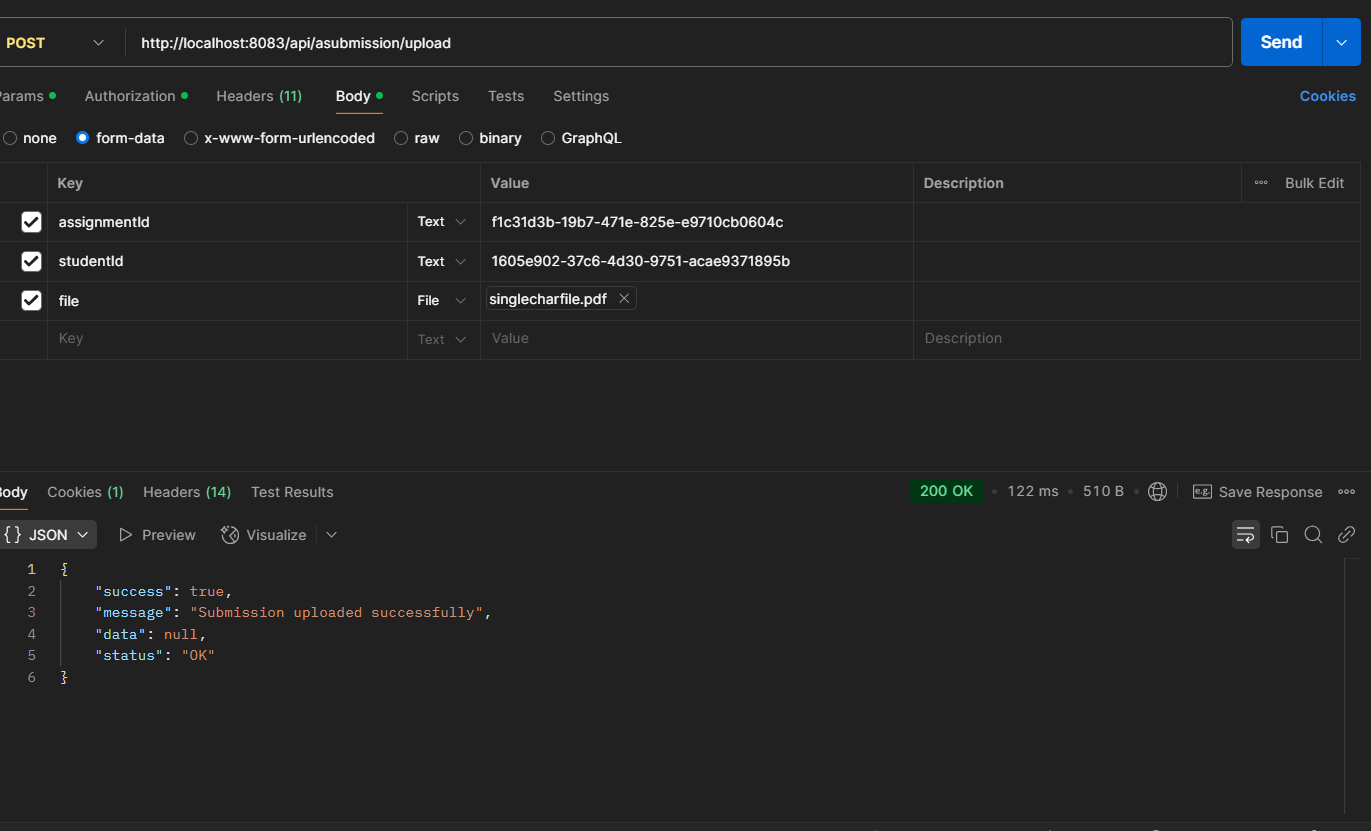 POST http://localhost:8083/api/asubmission/upload Send
Params Authorization Headers (11) Body Scripts Tests Settings Cookies
none form-data x-www-form-urlencoded raw binary GraphQL
Key Value Description Bulk Edit
assignmentId Text f1c31d3b-19b7-471e-825e-e9710cb0604c
studentId Text 1605e902-37c6-4d30-9751-acae9371895b
file File singlecharfile.pdf
Key Text Value Description
Body Cookies (1) Headers (14) Test Results 200 OK 122 ms 510 B e.g. Save Response
{} JSON Preview Visualize
1 {
2 "success": true,
3 "message": "Submission uploaded successfully",
4 "data": null,
5 "status": "OK"
6 }